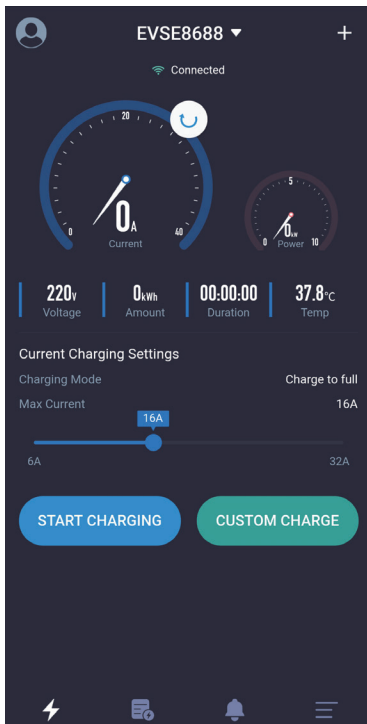 EVSE8688
Connected
20
0
40
0A
Current
5
0
10
0kW
Power
220V
0kWh
00:00:00
37.8°C
Voltage
Amount
Duration
Temp
Current Charging Settings
Charging Mode
Charge to full
Max Current
16A
16A
6A
32A
START CHARGING
CUSTOM CHARGE